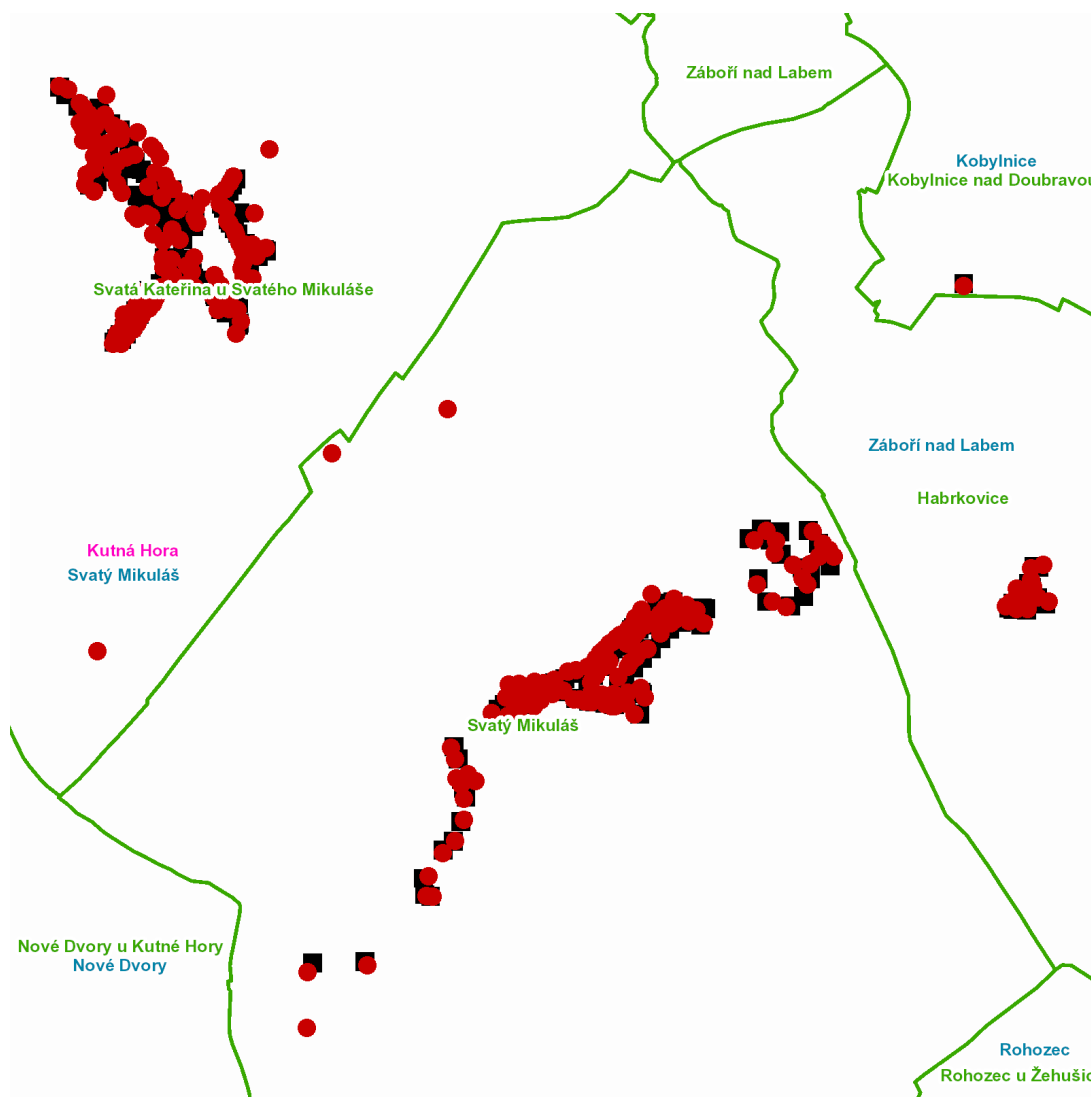 Záboří nad Labem
Kobylnice
Kobylnice nad Doubravou
Svatá Kateřina u Svatého Mikuláše
Záboří nad Labem
Habrkovice
Kutná Hora
Svatý Mikuláš
Svatý Mikuláš
Nové Dvory u Kutné Hory
Nové Dvory
Rohozec
Rohozec u Žehušic